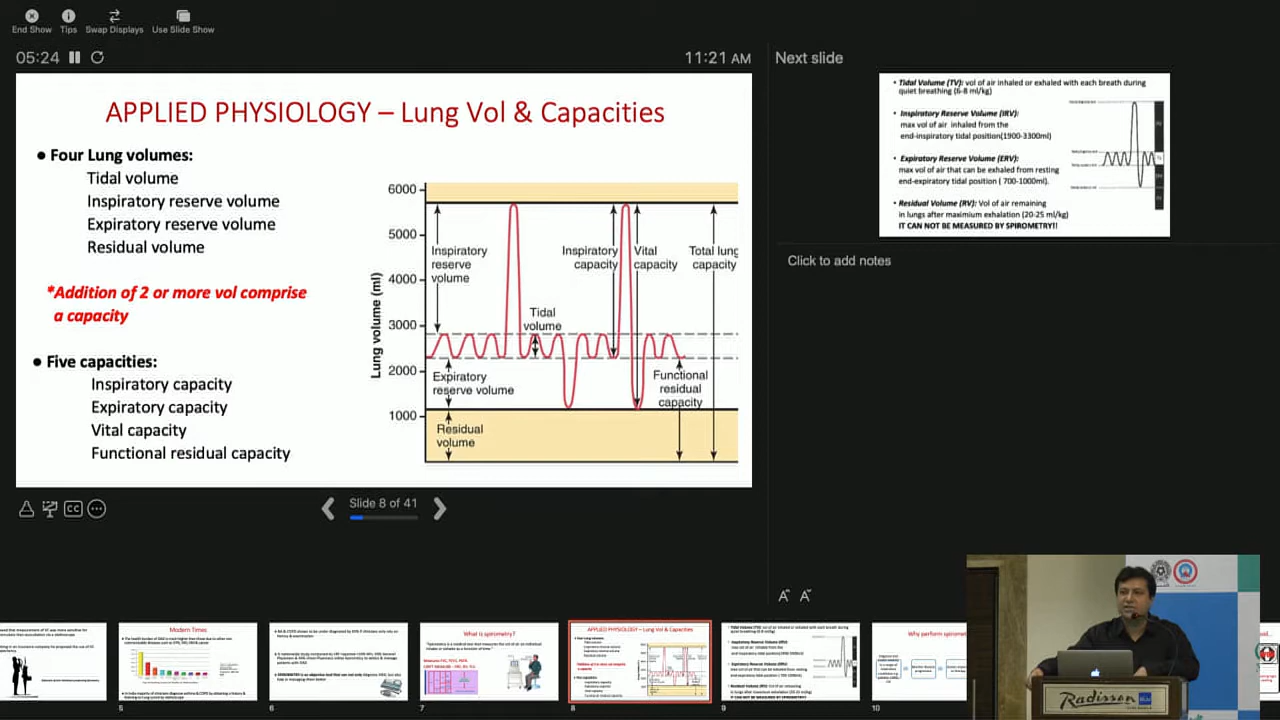 End Show
Tips
Swap Displays
Use Slide Show
05:24
11:21 AM
Next slide
APPLIED PHYSIOLOGY – Lung Vol & Capacities
● Four Lung volumes:
Tidal volume
Inspiratory reserve volume
Expiratory reserve volume
Residual volume
*Addition of 2 or more vol comprise
a capacity
● Five capacities:
Inspiratory capacity
Expiratory capacity
Vital capacity
Functional residual capacity
Lung volume (ml)
6000
5000
4000
3000
2000
1000
Inspiratory
reserve
volume
Tidal
volume
Inspiratory
capacity
Vital
capacity
Total lung
capacity
Expiratory
reserve volume
Functional
residual
capacity
Residual
volume
• Tidal Volume (TV): vol of air inhaled or exhaled with each breath during
quiet breathing (6-8 ml/kg)
• Inspiratory Reserve Volume (IRV):
max vol of air inhaled from the
end-inspiratory tidal position(1900-3300ml)
• Expiratory Reserve Volume (ERV):
max vol of air that can be exhaled from resting
end-expiratory tidal position ( 700-1000ml).
• Residual Volume (RV): Vol of air remaining
in lungs after maximium exhalation (20-25 ml/kg)
IT CAN NOT BE MEASURED BY SPIROMETRY!!
Click to add notes
CC
Slide 8 of 41
A A
Modern Times
What is spirometry?
APPLIED PHYSIOLOGY – Lung Vol & Capacities
Why perform spiromet
5
6
7
8
9
10
Radisson